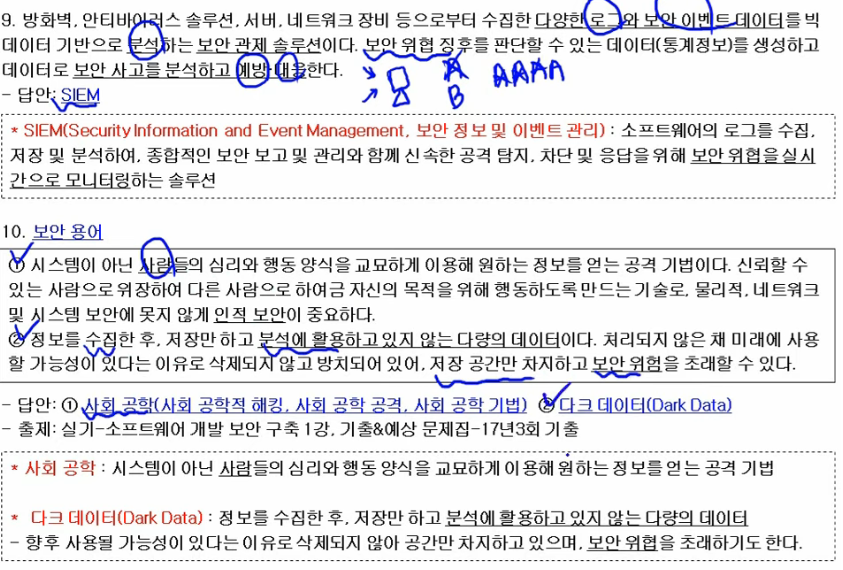 9. 방화벽, 안티바이러스 솔루션, 서버, 네트워크 장비 등으로부터 수집한 다양한 로그와 보안 이벤트 데이터를 빅
데이터 기반으로 분석하는 보안 관제 솔루션이다. 보안 위협 징후를 판단할 수 있는 데이터(통계정보)를 생성하고
데이터로 보안 사고를 분석하고 예방 대응한다.
A AAAA
B
- 답안: SIEM
* SIEM(Security Information and Event Management, 보안 정보 및 이벤트 관리) : 소프트웨어의 로그를 수집,
저장 및 분석하여, 종합적인 보안 보고 및 관리와 함께 신속한 공격 탐지, 차단 및 응답을 위해 보안 위협을 실시
간으로 모니터링하는 솔루션
10. 보안 용어
① 시스템이 아닌 사람들의 심리와 행동 양식을 교묘하게 이용해 원하는 정보를 얻는 공격 기법이다. 신뢰할 수
있는 사람으로 위장하여 다른 사람으로 하여금 자신의 목적을 위해 행동하도록 만드는 기술로, 물리적, 네트워크
및 시스템 보안에 못지 않게 인적 보안이 중요하다.
② 정보를 수집한 후, 저장만 하고 분석에 활용하고 있지 않는 다량의 데이터이다. 처리되지 않은 채 미래에 사용
할 가능성이 있다는 이유로 삭제되지 않고 방치되어 있어, 저장 공간만 차지하고 보안 위험을 초래할 수 있다.
- 답안: ① 사회 공학(사회 공학적 해킹, 사회 공학 공격, 사회 공학 기법) ② 다크 데이터(Dark Data)
- 출제: 실기-소프트웨어 개발 보안 구축 1강, 기출&예상 문제집-17년3회 기출
* 사회 공학 : 시스템이 아닌 사람들의 심리와 행동 양식을 교묘하게 이용해 원하는 정보를 얻는 공격 기법
* 다크 데이터(Dark Data) : 정보를 수집한 후, 저장만 하고 분석에 활용하고 있지 않는 다량의 데이터
- 향후 사용될 가능성이 있다는 이유로 삭제되지 않아 공간만 차지하고 있으며, 보안 위협을 초래하기도 한다.